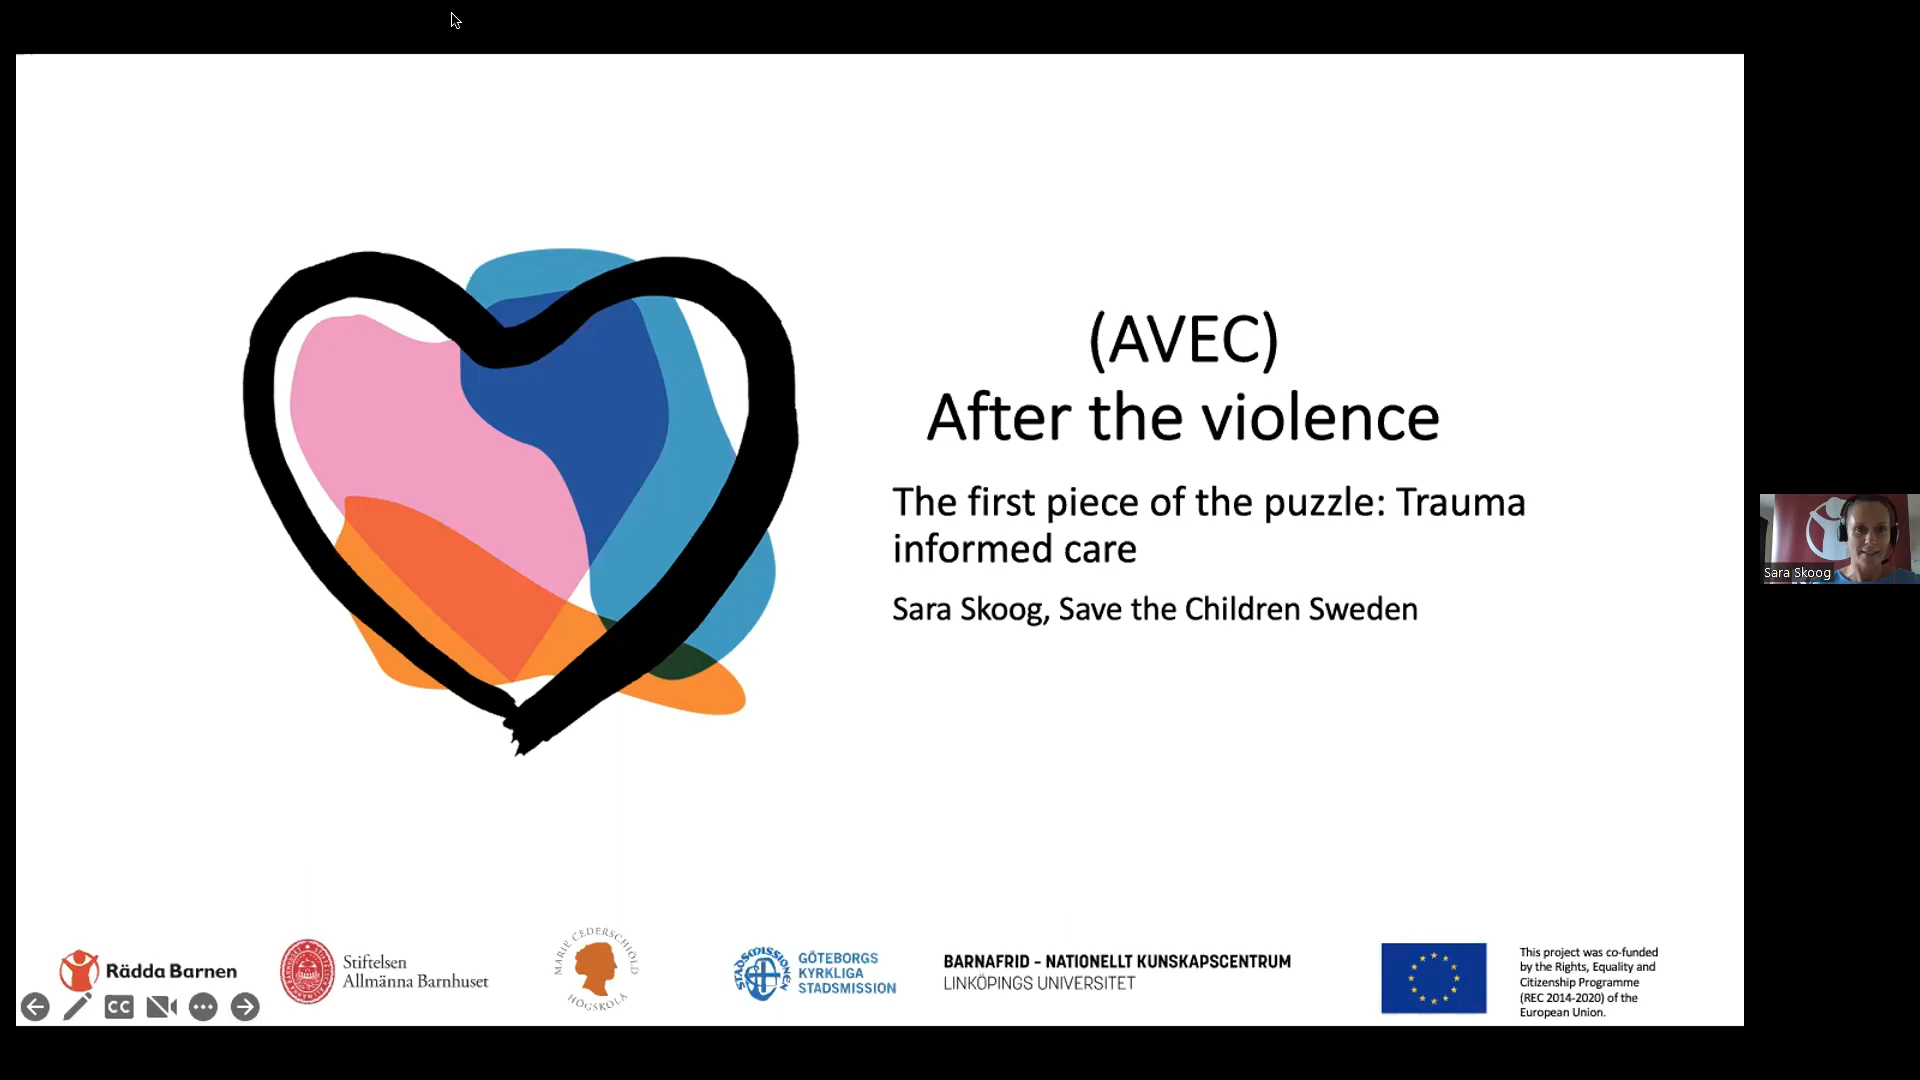 (AVEC)
After the violence
The first piece of the puzzle: Trauma
informed care
Sara Skoog, Save the Children Sweden
Sara Skoog
Rädda Barnen
Stiftelsen
Allmänna Barnhuset
MARIE CEDERSCHIÖLD
HÖGSKOLA
STADSMISSIONEN
GÖTEBORGS
KYRKLIGA
STADSMISSION
BARNAFRID – NATIONELLT KUNSKAPSCENTRUM
LINKÖPINGS UNIVERSITET
This project was co-funded
by the Rights, Equality and
Citizenship Programme
(REC 2014-2020) of the
European Union.
CC